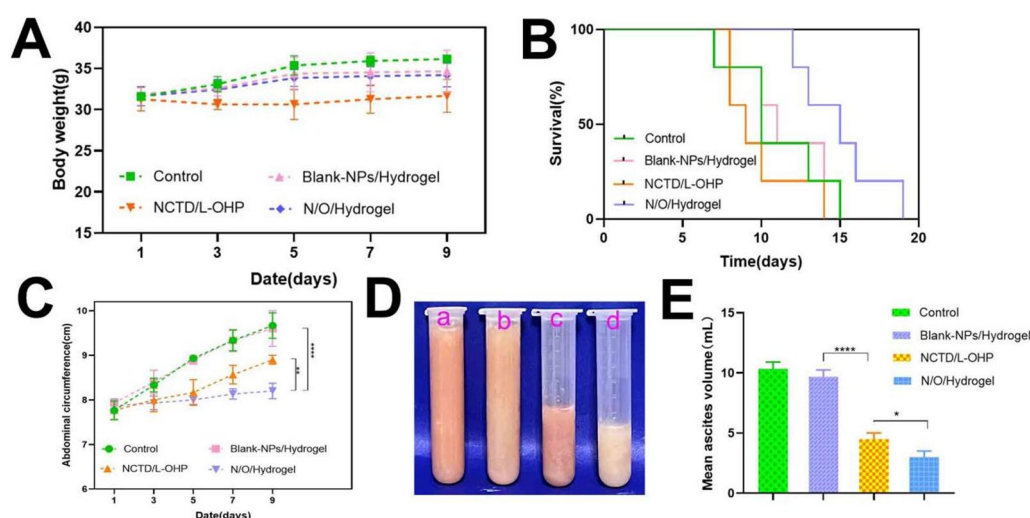 A
Body weight(g)
40
35
30
25
20
15
Control
Blank-NPs/Hydrogel
NCTD/L-OHP
N/O/Hydrogel
1 3 5 7 9
Date(days)
B
Survival(%)
100
50
0
Control
Blank-NPs/Hydrogel
NCTD/L-OHP
N/O/Hydrogel
0 5 10 15 20
Time(days)
C
Abdominal circumference(cm)
10
9
8
7
6
****
**
Control
Blank-NPs/Hydrogel
NCTD/L-OHP
N/O/Hydrogel
1 3 5 7 9
Date(days)
D
a b c d
E
Mean ascites volume(mL)
15
10
5
0
****
*
Control
Blank-NPs/Hydrogel
NCTD/L-OHP
N/O/Hydrogel